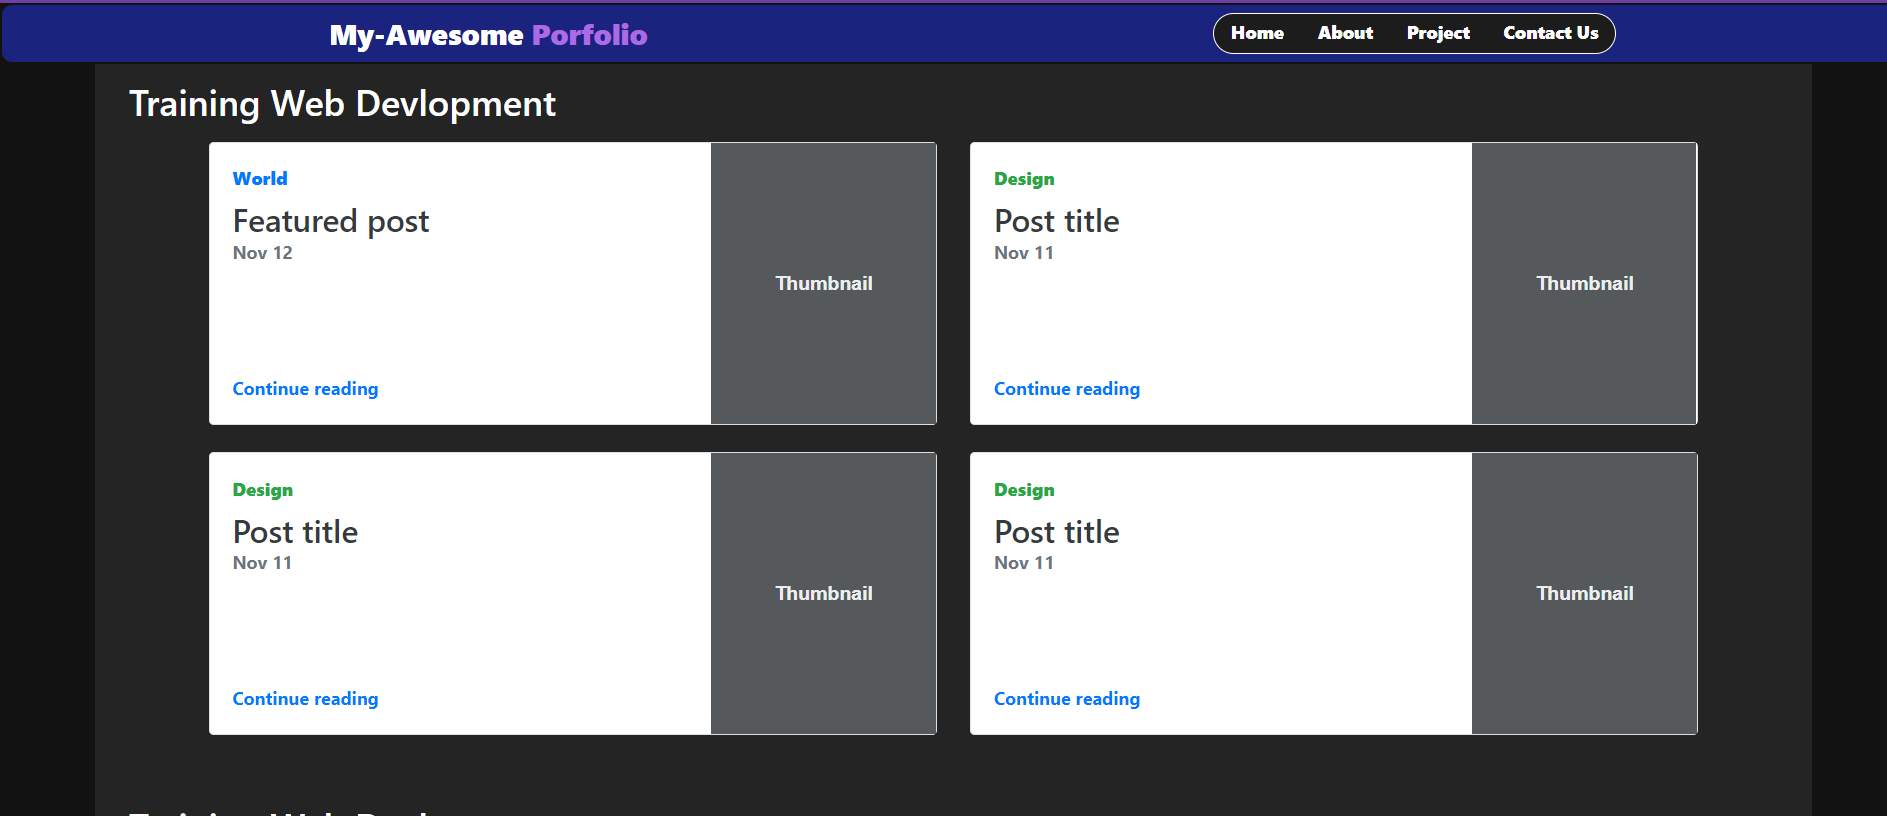 My-Awesome Porfolio
Home About Project Contact Us
Training Web Devlopment
World
Featured post
Nov 12
Continue reading
Thumbnail
Design
Post title
Nov 11
Continue reading
Thumbnail
Design
Post title
Nov 11
Continue reading
Thumbnail
Design
Post title
Nov 11
Continue reading
Thumbnail